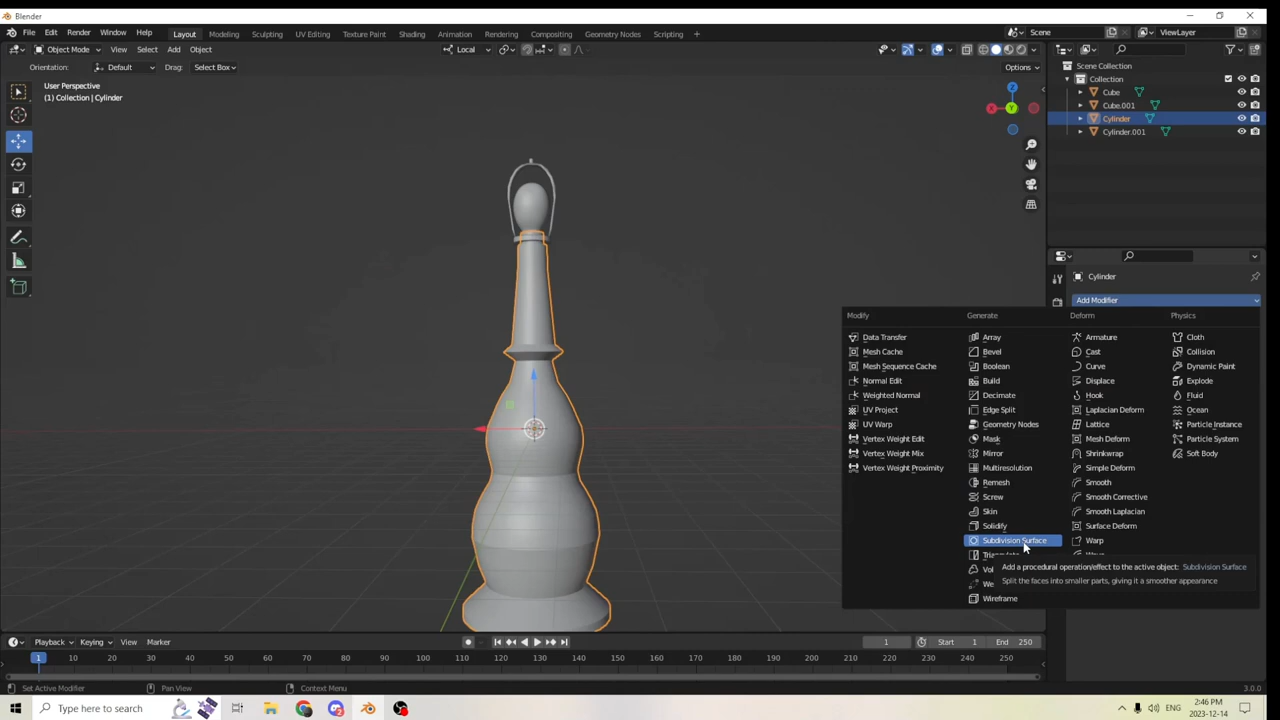 Blender
File Edit Render Window Help Layout Modeling Sculpting UV Editing Texture Paint Shading Animation Rendering Compositing Geometry Nodes Scripting + Scene ViewLayer
Object Mode View Select Add Object Local
Orientation: Default Drag: Select Box Options
Scene Collection
Collection
Cube
Cube.001
Cylinder
Cylinder.001
User Perspective
(1) Collection | Cylinder
Z
X
Y
Cylinder
Add Modifier
Modify Generate Deform Physics
Data Transfer Array Armature Cloth
Mesh Cache Bevel Cast Collision
Mesh Sequence Cache Boolean Curve Dynamic Paint
Normal Edit Build Displace Explode
Weighted Normal Decimate Hook Fluid
UV Project Edge Split Laplacian Deform Ocean
UV Warp Geometry Nodes Lattice Particle Instance
Vertex Weight Edit Mask Mesh Deform Particle System
Vertex Weight Mix Mirror Shrinkwrap Soft Body
Vertex Weight Proximity Multiresolution Simple Deform
Remesh Smooth
Screw Smooth Corrective
Skin Smooth Laplacian
Solidify Surface Deform
Subdivision Surface Warp
Add a procedural operation/effect to the active object: Subdivision Surface
Vol
Split the faces into smaller parts, giving it a smoother appearance
We
Wireframe
Playback Keying View Marker 1 Start 1 End 250
1 10 20 30 40 50 60 70 80 90 100 110 120 130 140 150 160 170 180 190 200 210 220 230 240 250
Set Active Modifier Pan View Context Menu 3.0.0
Type here to search ENG 2:46 PM
2023-12-14